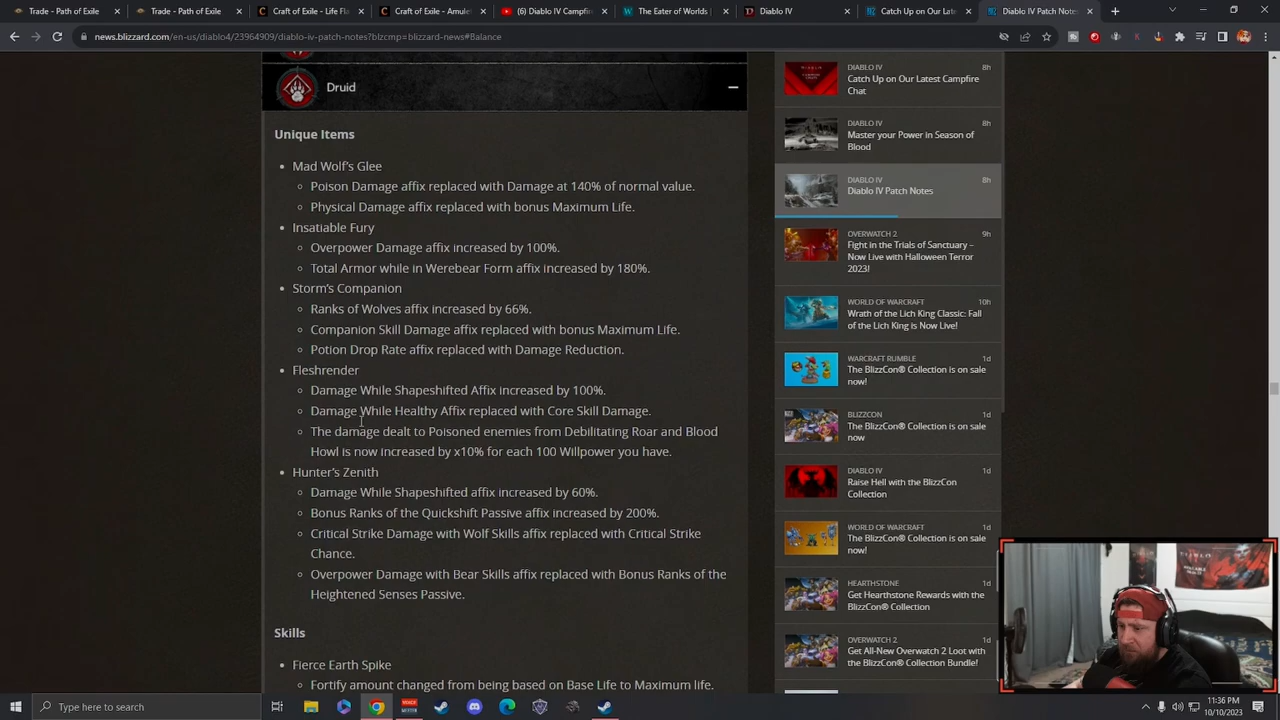 Trade - Path of Exile
Trade - Path of Exile
Craft of Exile - Life Fla
Craft of Exile - Amule
(6) Diablo IV Campfir
The Eater of Worlds
Diablo IV
Catch Up on Our Late
Diablo IV Patch Notes
news.blizzard.com/en-us/diablo4/23964909/diablo-iv-patch-notes?blzcmp=blizzard-news#Balance
Druid
Unique Items
Mad Wolf's Glee
Poison Damage affix replaced with Damage at 140% of normal value.
Physical Damage affix replaced with bonus Maximum Life.
Insatiable Fury
Overpower Damage affix increased by 100%.
Total Armor while in Werebear Form affix increased by 180%.
Storm's Companion
Ranks of Wolves affix increased by 66%.
Companion Skill Damage affix replaced with bonus Maximum Life.
Potion Drop Rate affix replaced with Damage Reduction.
Fleshrender
Damage While Shapeshifted Affix increased by 100%.
Damage While Healthy Affix replaced with Core Skill Damage.
The damage dealt to Poisoned enemies from Debilitating Roar and Blood
Howl is now increased by x10% for each 100 Willpower you have.
Hunter's Zenith
Damage While Shapeshifted affix increased by 60%.
Bonus Ranks of the Quickshift Passive affix increased by 200%.
Critical Strike Damage with Wolf Skills affix replaced with Critical Strike
Chance.
Overpower Damage with Bear Skills affix replaced with Bonus Ranks of the
Heightened Senses Passive.
Skills
Fierce Earth Spike
Fortify amount changed from being based on Base Life to Maximum life.
DIABLO IV 8h
Catch Up on Our Latest Campfire
Chat
DIABLO IV 8h
Master your Power in Season of
Blood
DIABLO IV 8h
Diablo IV Patch Notes
OVERWATCH 2 9h
Fight in the Trials of Sanctuary –
Now Live with Halloween Terror
2023!
WORLD OF WARCRAFT 10h
Wrath of the Lich King Classic: Fall
of the Lich King is Now Live!
WARCRAFT RUMBLE 1d
The BlizzCon® Collection is on sale
now!
BLIZZCON 1d
The BlizzCon® Collection is on sale
now
DIABLO IV 1d
Raise Hell with the BlizzCon
Collection
WORLD OF WARCRAFT 1d
The BlizzCon® Collection is on sale
now!
HEARTHSTONE 1d
Get Hearthstone Rewards with the
BlizzCon® Collection
OVERWATCH 2 1d
Get All-New Overwatch 2 Loot with
the BlizzCon® Collection Bundle!
Type here to search
11:36 PM
10/10/2023